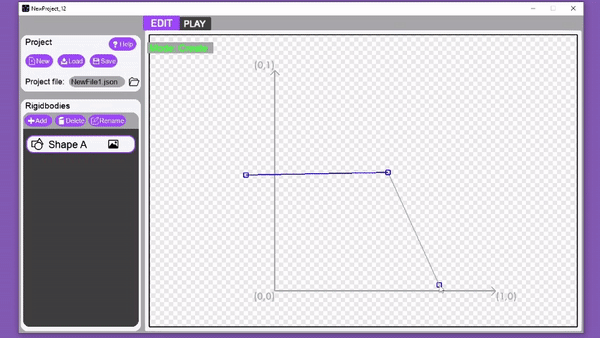 NewProject_12
EDIT
PLAY
Project
? Help
New
Load
Save
Project file:
NewFile1.json
Rigidbodies
Add
Delete
Rename
Shape A
(0,1)
(0,0)
(1,0)